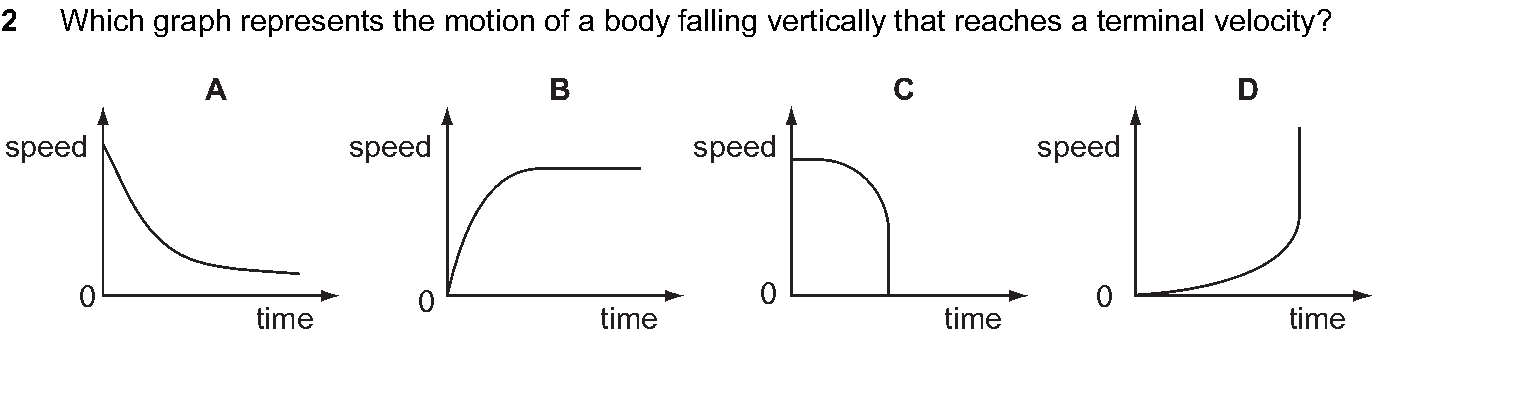 2 Which graph represents the motion of a body falling vertically that reaches a terminal velocity?
A B C D
speed speed speed speed
0 0 0 0
time time time time